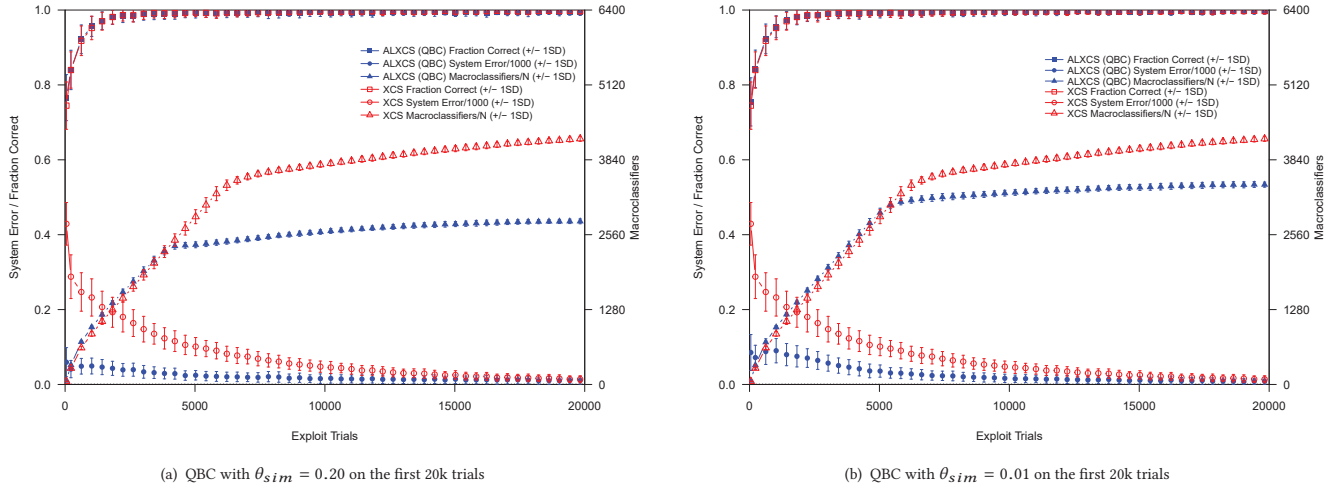 1.0
0.8
0.6
0.4
0.2
0.0
System Error / Fraction Correct
6400
5120
3840
2560
1280
0
Macroclassifiers
ALXCS (QBC) Fraction Correct (+/− 1SD)
ALXCS (QBC) System Error/1000 (+/− 1SD)
ALXCS (QBC) Macroclassifiers/N (+/− 1SD)
XCS Fraction Correct (+/− 1SD)
XCS System Error/1000 (+/− 1SD)
XCS Macroclassifiers/N (+/− 1SD)
0 5000 10000 15000 20000
Exploit Trials
(a) QBC with θsim = 0.20 on the first 20k trials
1.0
0.8
0.6
0.4
0.2
0.0
System Error / Fraction Correct
6400
5120
3840
2560
1280
0
Macroclassifiers
ALXCS (QBC) Fraction Correct (+/− 1SD)
ALXCS (QBC) System Error/1000 (+/− 1SD)
ALXCS (QBC) Macroclassifiers/N (+/− 1SD)
XCS Fraction Correct (+/− 1SD)
XCS System Error/1000 (+/− 1SD)
XCS Macroclassifiers/N (+/− 1SD)
0 5000 10000 15000 20000
Exploit Trials
(b) QBC with θsim = 0.01 on the first 20k trials